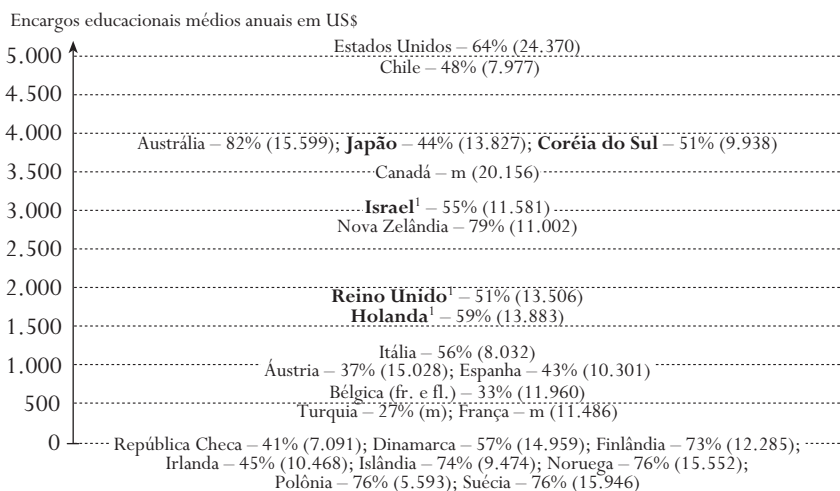 Encargos educacionais médios anuais em US$
5.000
Estados Unidos – 64% (24.370)
Chile – 48% (7.977)
4.500
4.000
Austrália – 82% (15.599); Japão – 44% (13.827); Coréia do Sul – 51% (9.938)
3.500
Canadá – m (20.156)
3.000
Israel¹ – 55% (11.581)
Nova Zelândia – 79% (11.002)
2.500
2.000
Reino Unido¹ – 51% (13.506)
Holanda¹ – 59% (13.883)
1.500
Itália – 56% (8.032)
1.000
Áustria – 37% (15.028); Espanha – 43% (10.301)
Bélgica (fr. e fl.) – 33% (11.960)
500
Turquia – 27% (m); França – m (11.486)
0
República Checa – 41% (7.091); Dinamarca – 57% (14.959); Finlândia – 73% (12.285);
Irlanda – 45% (10.468); Islândia – 74% (9.474); Noruega – 76% (15.552);
Polônia – 76% (5.593); Suécia – 76% (15.946)